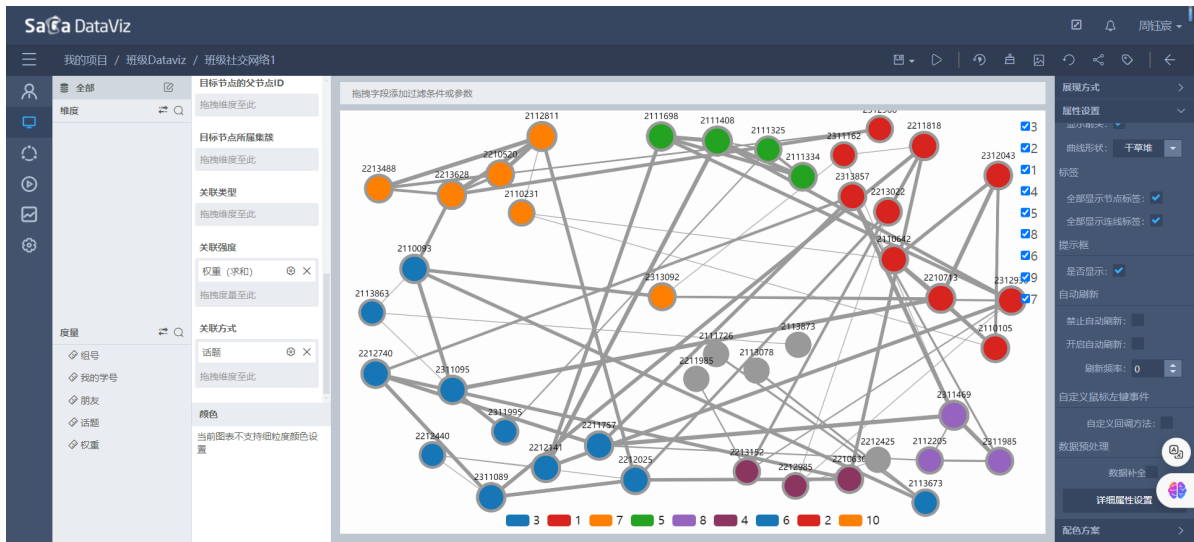 SaCa DataViz
周钰宸
我的项目 / 班级Dataviz / 班级社交网络1
全部
维度
度量
组号
我的学号
朋友
话题
权重
目标节点的父节点ID
拖拽维度至此
目标节点所属集簇
拖拽维度至此
关联类型
拖拽维度至此
关联强度
权重（求和）
拖拽度量至此
关联方式
话题
拖拽维度至此
颜色
当前图表不支持细粒度颜色设
置
拖拽字段添加过滤条件或参数
2112811
2111698
2111408
2111325
2311162
2211818
2210520
2111334
2312043
2213488
2213628
2313857
2110231
2213022
2110093
2110642
2313092
2210713
2113863
2111726
2113873
2110105
2212740
2211985
2113078
2311095
2311469
2311995
2211757
2212440
2212141
2212425
2112205
2311985
2212025
2213152
2212985
2311089
2113673
3
2
1
4
5
8
6
9
7
3
1
7
5
8
4
6
2
10
展现方式
属性设置
显示箭头:
曲线形状: 干草堆
标签
全部显示节点标签:
全部显示连线标签:
提示框
是否显示:
自动刷新
禁止自动刷新:
开启自动刷新:
刷新频率: 0
自定义鼠标左键事件
自定义回调方法:
数据预处理
数据补全
详细属性设置
配色方案